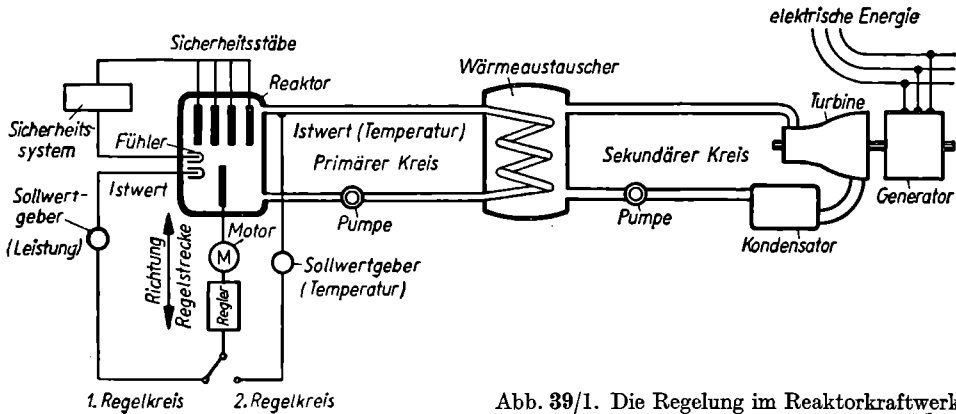 elektrische Energie
Sicherheitsstäbe
Reaktor
Wärmeaustauscher
Turbine
Sicherheits-
system
Fühler
Istwert (Temperatur)
Primärer Kreis
Sekundärer Kreis
Istwert
Sollwert-
geber
(Leistung)
Pumpe
Pumpe
Generator
Kondensator
Motor
M
Richtung
Regelstrecke
Sollwertgeber
(Temperatur)
Regler
1. Regelkreis
2. Regelkreis
Abb. 39/1. Die Regelung im Reaktorkraftwerk